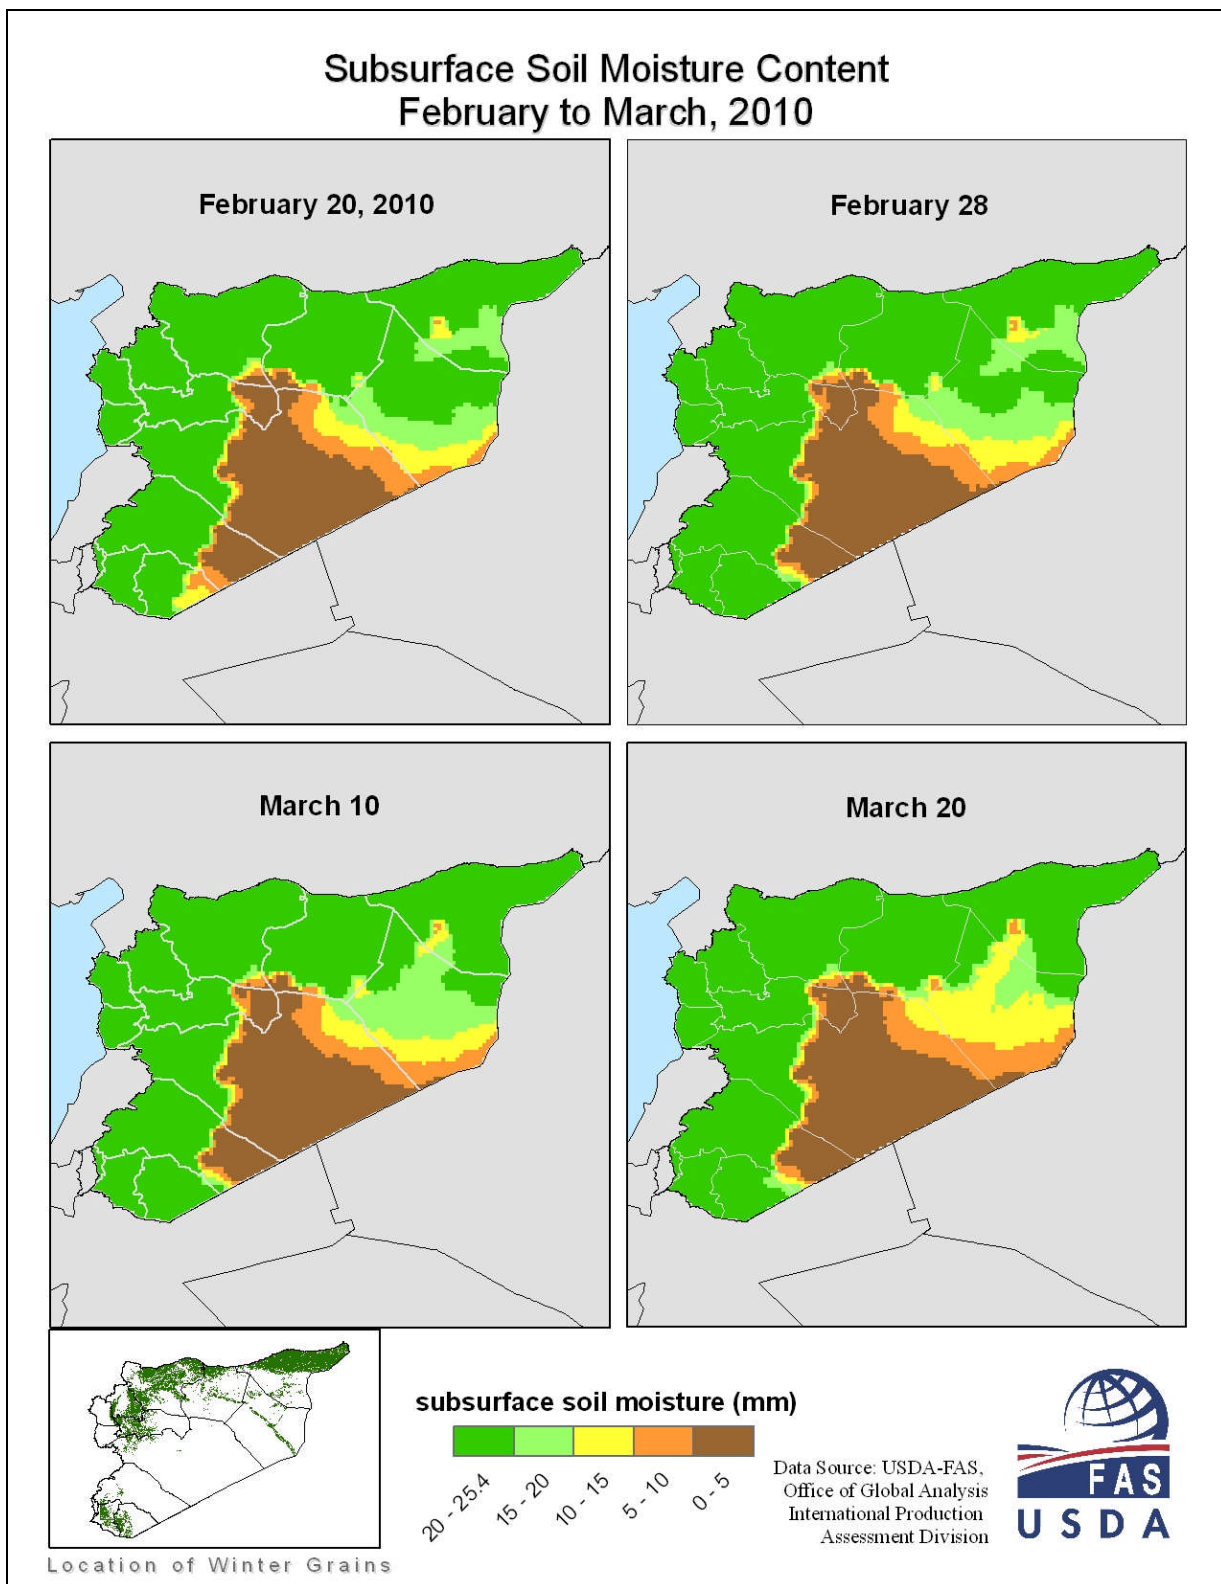 Subsurface Soil Moisture Content
February to March, 2010
February 20, 2010
February 28
March 10
March 20
subsurface soil moisture (mm)
20 - 25.4
15 - 20
10 - 15
5 - 10
0 - 5
Data Source: USDA-FAS,
Office of Global Analysis
International Production
Assessment Division
FAS
USDA
Location of Winter Grains